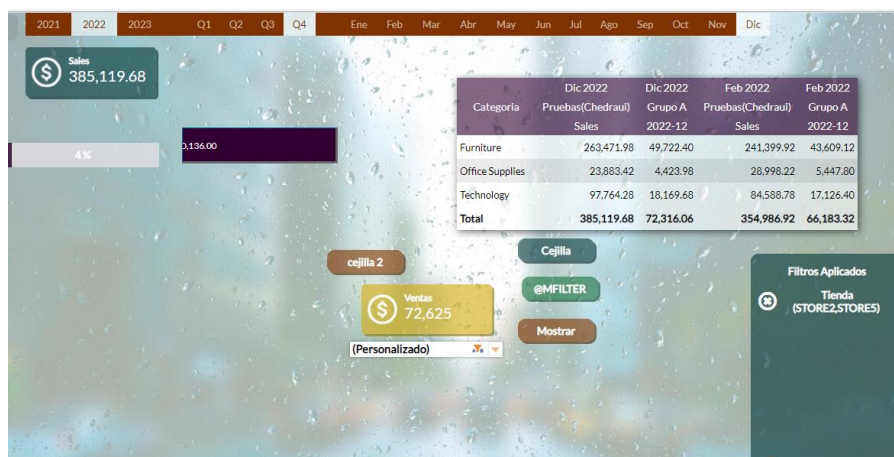 2021 2022 2023 Q1 Q2 Q3 Q4 Ene Feb Mar Abr May Jun Jul Ago Sep Oct Nov Dic
Sales
385,119.68
4%
0,136.00
Dic 2022 Dic 2022 Feb 2022 Feb 2022
Categoria Pruebas(Chedraui) Grupo A Pruebas(Chedraui) Grupo A
Sales 2022-12 Sales 2022-12
Furniture 263,471.98 49,722.40 241,399.92 43,609.12
Office Supplies 23,883.42 4,423.98 28,998.22 5,447.80
Technology 97,764.28 18,169.68 84,588.78 17,126.40
Total 385,119.68 72,316.06 354,986.92 66,183.32
Cejilla
cejilla 2
@MFILTER
Ventas
72,625
Mostrar
(Personalizado)
Filtros Aplicados
Tienda
(STORE2,STORE5)